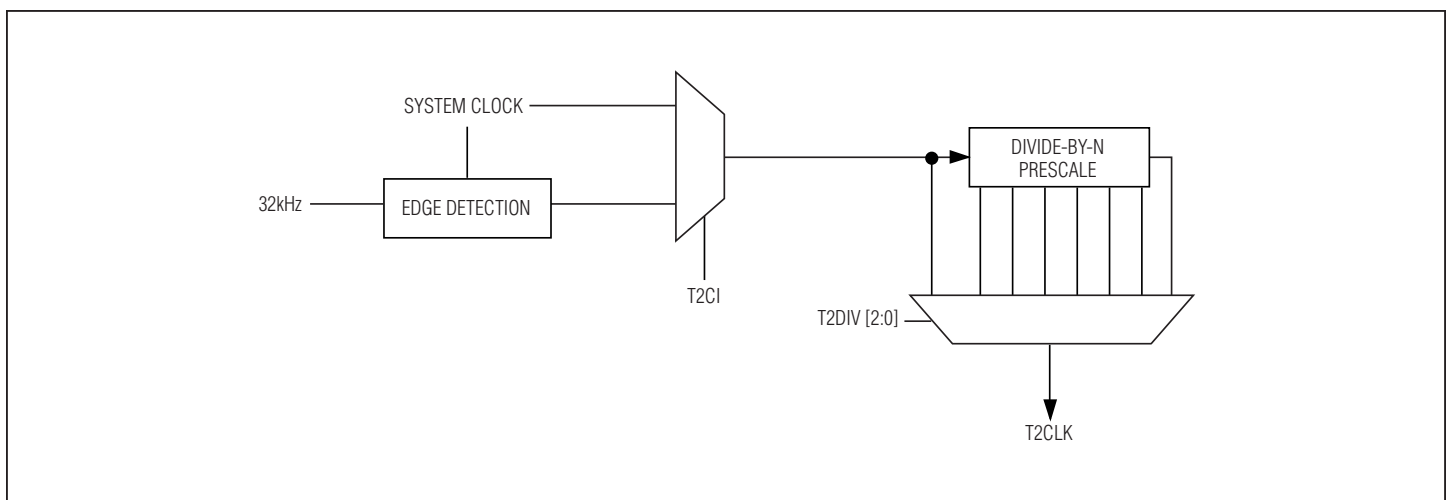 SYSTEM CLOCK
32kHz
EDGE DETECTION
T2CI
DIVIDE-BY-N
PRESCALE
T2DIV [2:0]
T2CLK